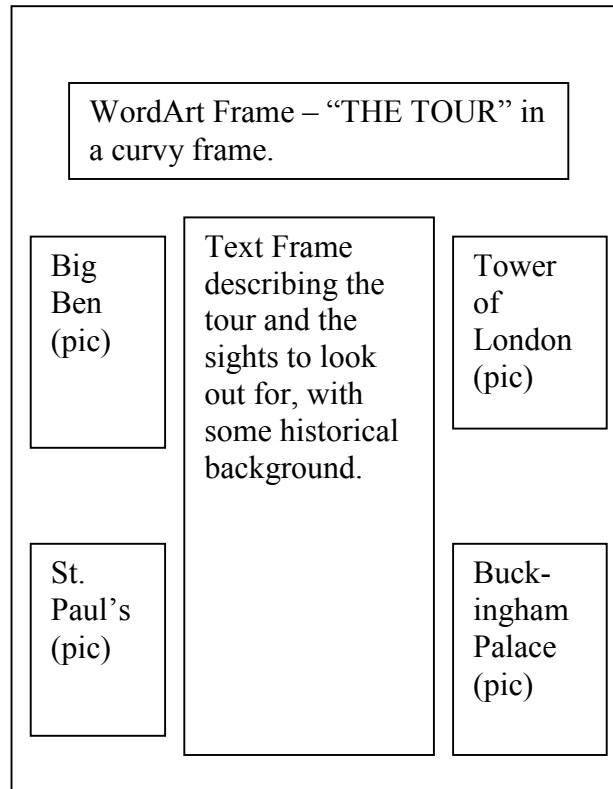 WordArt Frame – “THE TOUR” in
a curvy frame.
Big
Ben
(pic)
Text Frame
describing the
tour and the
sights to look
out for, with
some historical
background.
Tower
of
London
(pic)
St.
Paul’s
(pic)
Buck-
ingham
Palace
(pic)